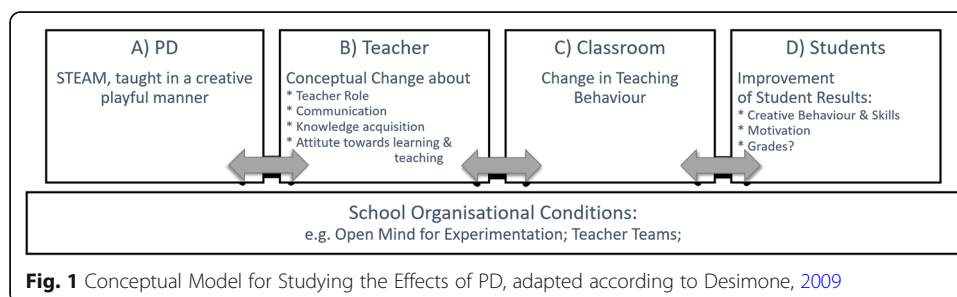 A) PD
STEAM, taught in a creative
playful manner
B) Teacher
Conceptual Change about
* Teacher Role
* Communication
* Knowledge acquisition
* Attitute towards learning &
teaching
C) Classroom
Change in Teaching
Behaviour
D) Students
Improvement
of Student Results:
* Creative Behaviour & Skills
* Motivation
* Grades?
School Organisational Conditions:
e.g. Open Mind for Experimentation; Teacher Teams;
Fig. 1 Conceptual Model for Studying the Effects of PD, adapted according to Desimone, 2009